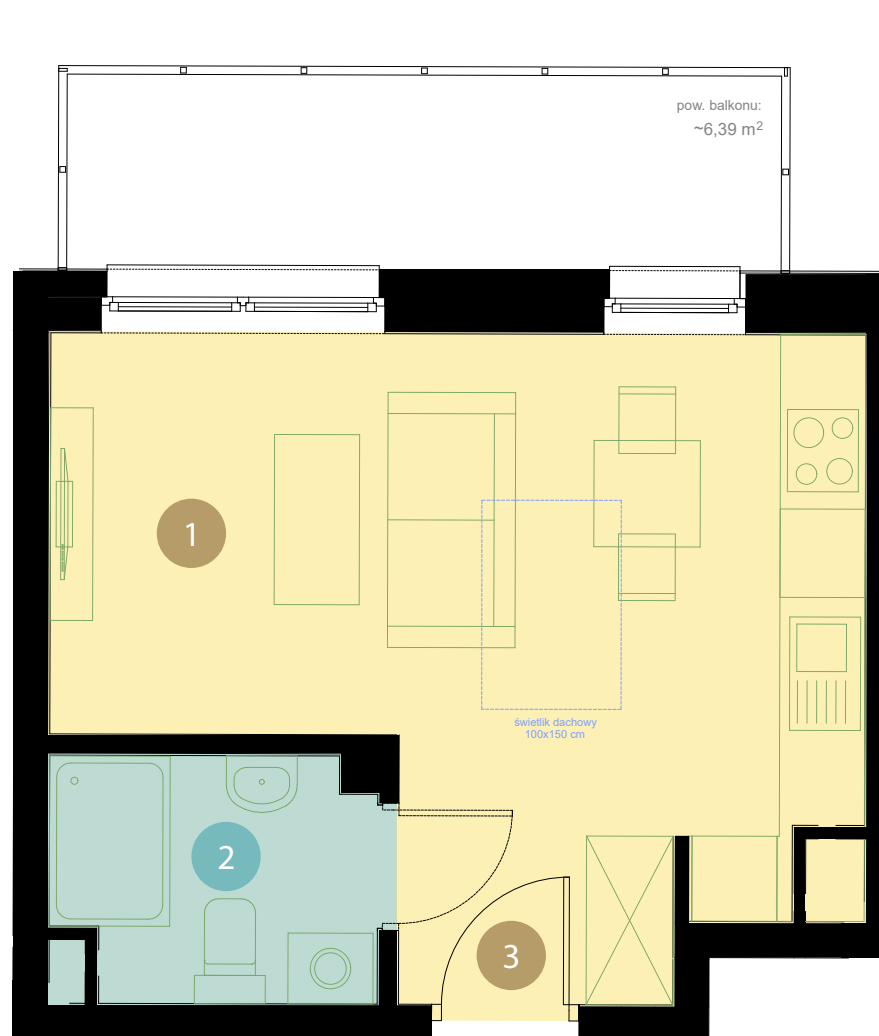 pow. balkonu:
~6,39 m²
1
świetlik dachowy
100x150 cm
2
3